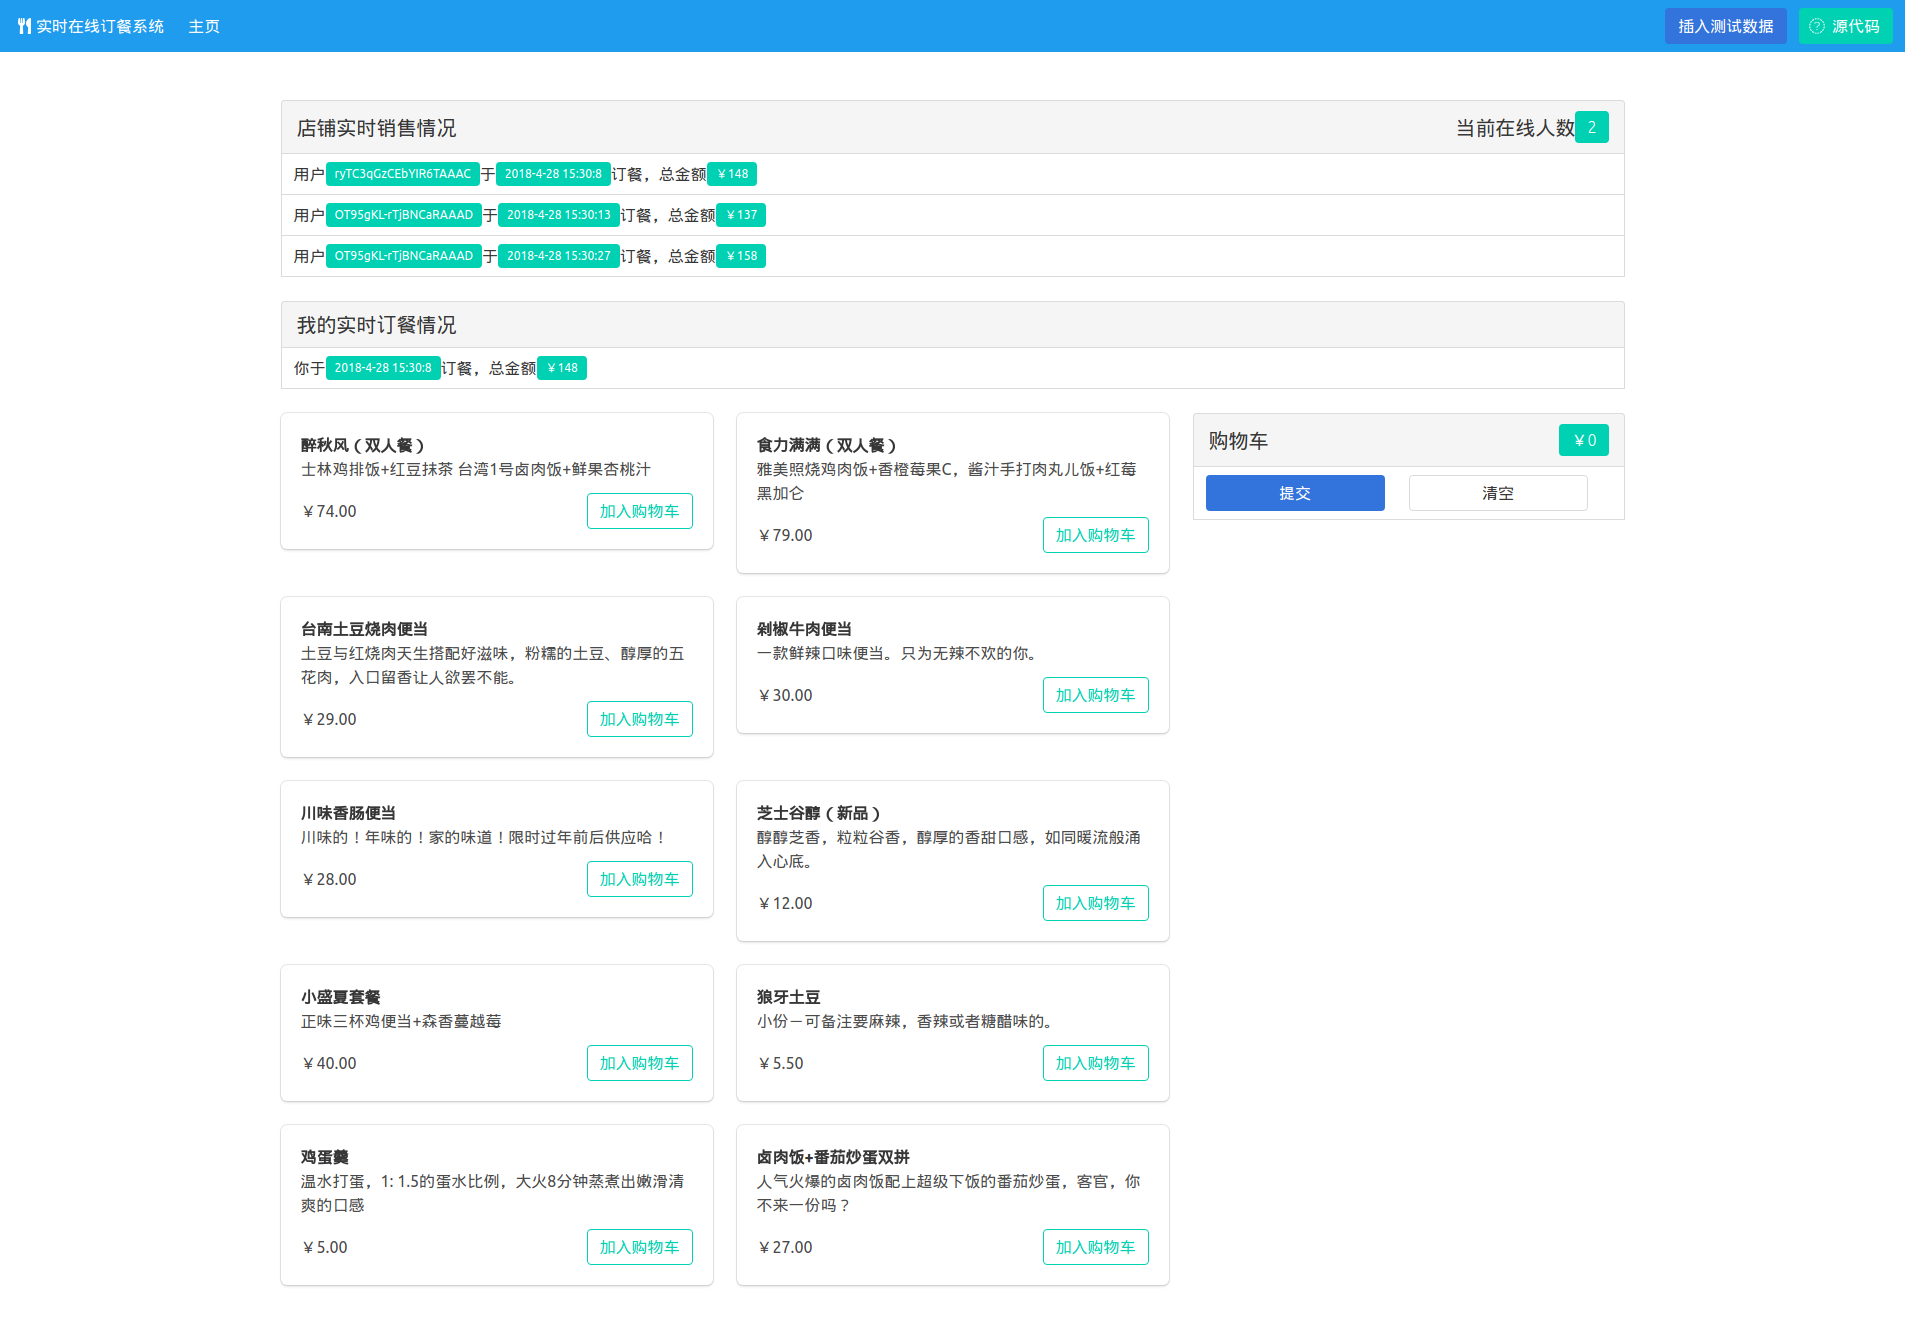 实时在线订餐系统 主页 插入测试数据 源代码
店铺实时销售情况 当前在线人数 2
用户 ryTC3qGzCEbYIR6TAAAC 于 2018-4-28 15:30:8 订餐，总金额 ￥148
用户 OT95gKL-rTjBNCaRAAAD 于 2018-4-28 15:30:13 订餐，总金额 ￥137
用户 OT95gKL-rTjBNCaRAAAD 于 2018-4-28 15:30:27 订餐，总金额 ￥158
我的实时订餐情况
你于 2018-4-28 15:30:8 订餐，总金额 ￥148
醉秋风（双人餐）
士林鸡排饭+红豆抹茶 台湾1号卤肉饭+鲜果杏桃汁
￥74.00 加入购物车
食力满满（双人餐）
雅美照烧鸡肉饭+香橙莓果C，酱汁手打肉丸儿饭+红莓
黑加仑
￥79.00 加入购物车
购物车 ￥0
提交 清空
台南土豆烧肉便当
土豆与红烧肉天生搭配好滋味，粉糯的土豆、醇厚的五
花肉，入口留香让人欲罢不能。
￥29.00 加入购物车
剁椒牛肉便当
一款鲜辣口味便当。只为无辣不欢的你。
￥30.00 加入购物车
川味香肠便当
川味的！年味的！家的味道！限时过年前后供应哈！
￥28.00 加入购物车
芝士谷醇（新品）
醇醇芝香，粒粒谷香，醇厚的香甜口感，如同暖流般涌
入心底。
￥12.00 加入购物车
小盛夏套餐
正味三杯鸡便当+森香蔓越莓
￥40.00 加入购物车
狼牙土豆
小份－可备注要麻辣，香辣或者糖醋味的。
￥5.50 加入购物车
鸡蛋羹
温水打蛋，1: 1.5的蛋水比例，大火8分钟蒸煮出嫩滑清
爽的口感
￥5.00 加入购物车
卤肉饭+番茄炒蛋双拼
人气火爆的卤肉饭配上超级下饭的番茄炒蛋，客官，你
不来一份吗？
￥27.00 加入购物车